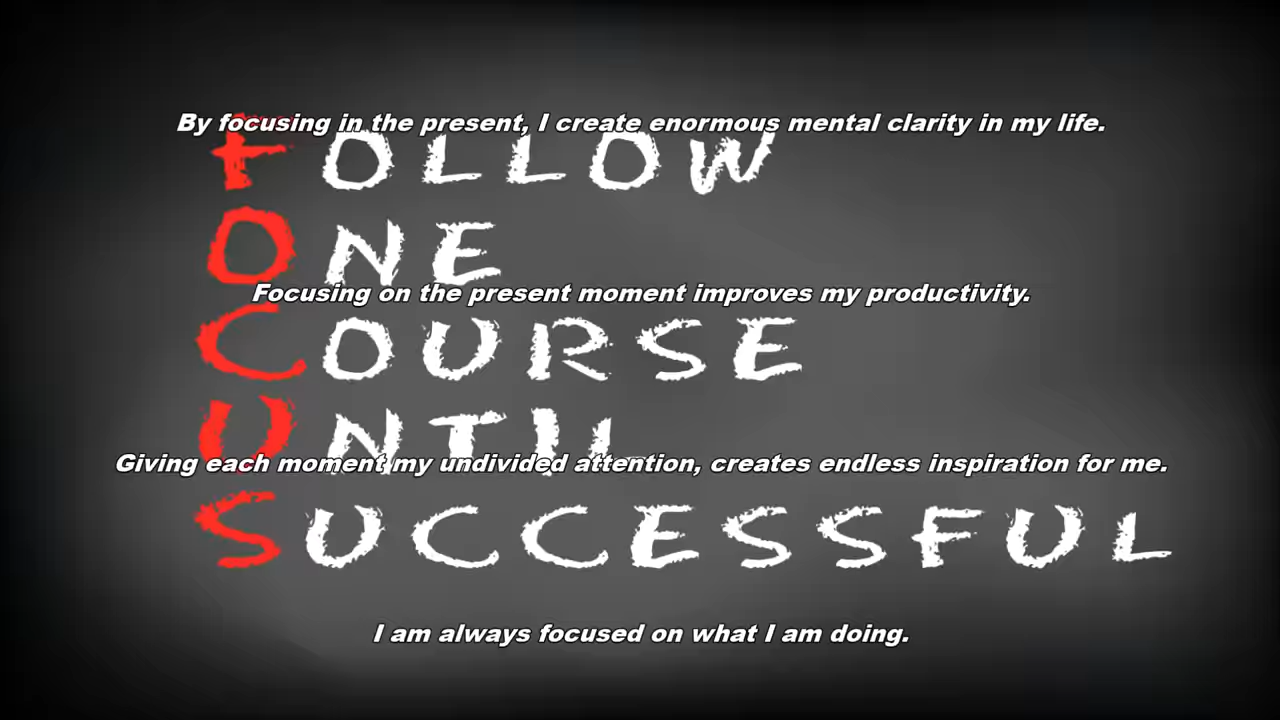 By focusing in the present, I create enormous mental clarity in my life.
FOLLOW
ONE
Focusing on the present moment improves my productivity.
COURSE
UNTIL
Giving each moment my undivided attention, creates endless inspiration for me.
SUCCESSFUL
I am always focused on what I am doing.